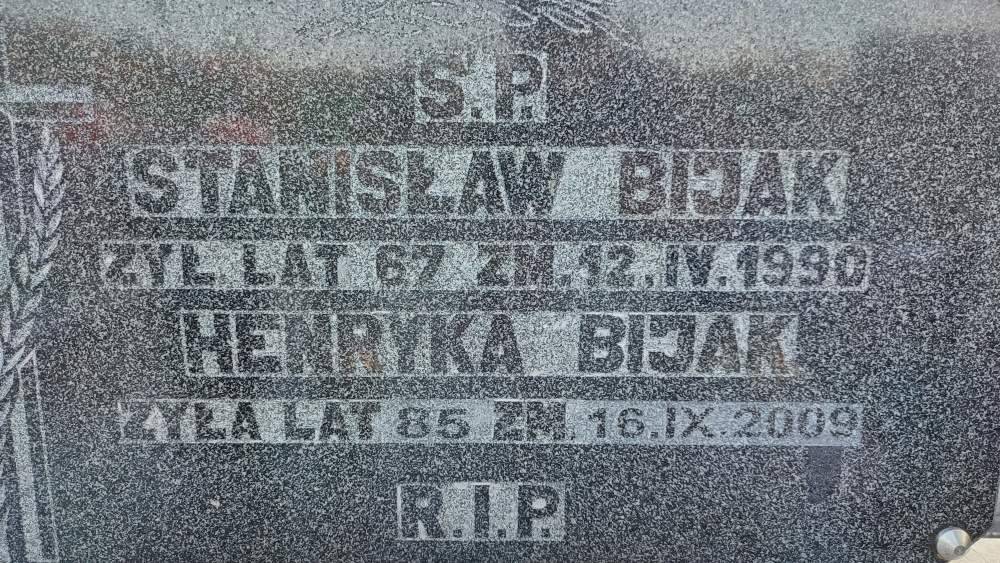 Ś.P.
STANISŁAW BIJAK
ŻYŁ LAT 67 ZM. 12.IV.1990
HENRYKA BIJAK
ŻYŁA LAT 85 ZM. 16.IX.2009
R.I.P.